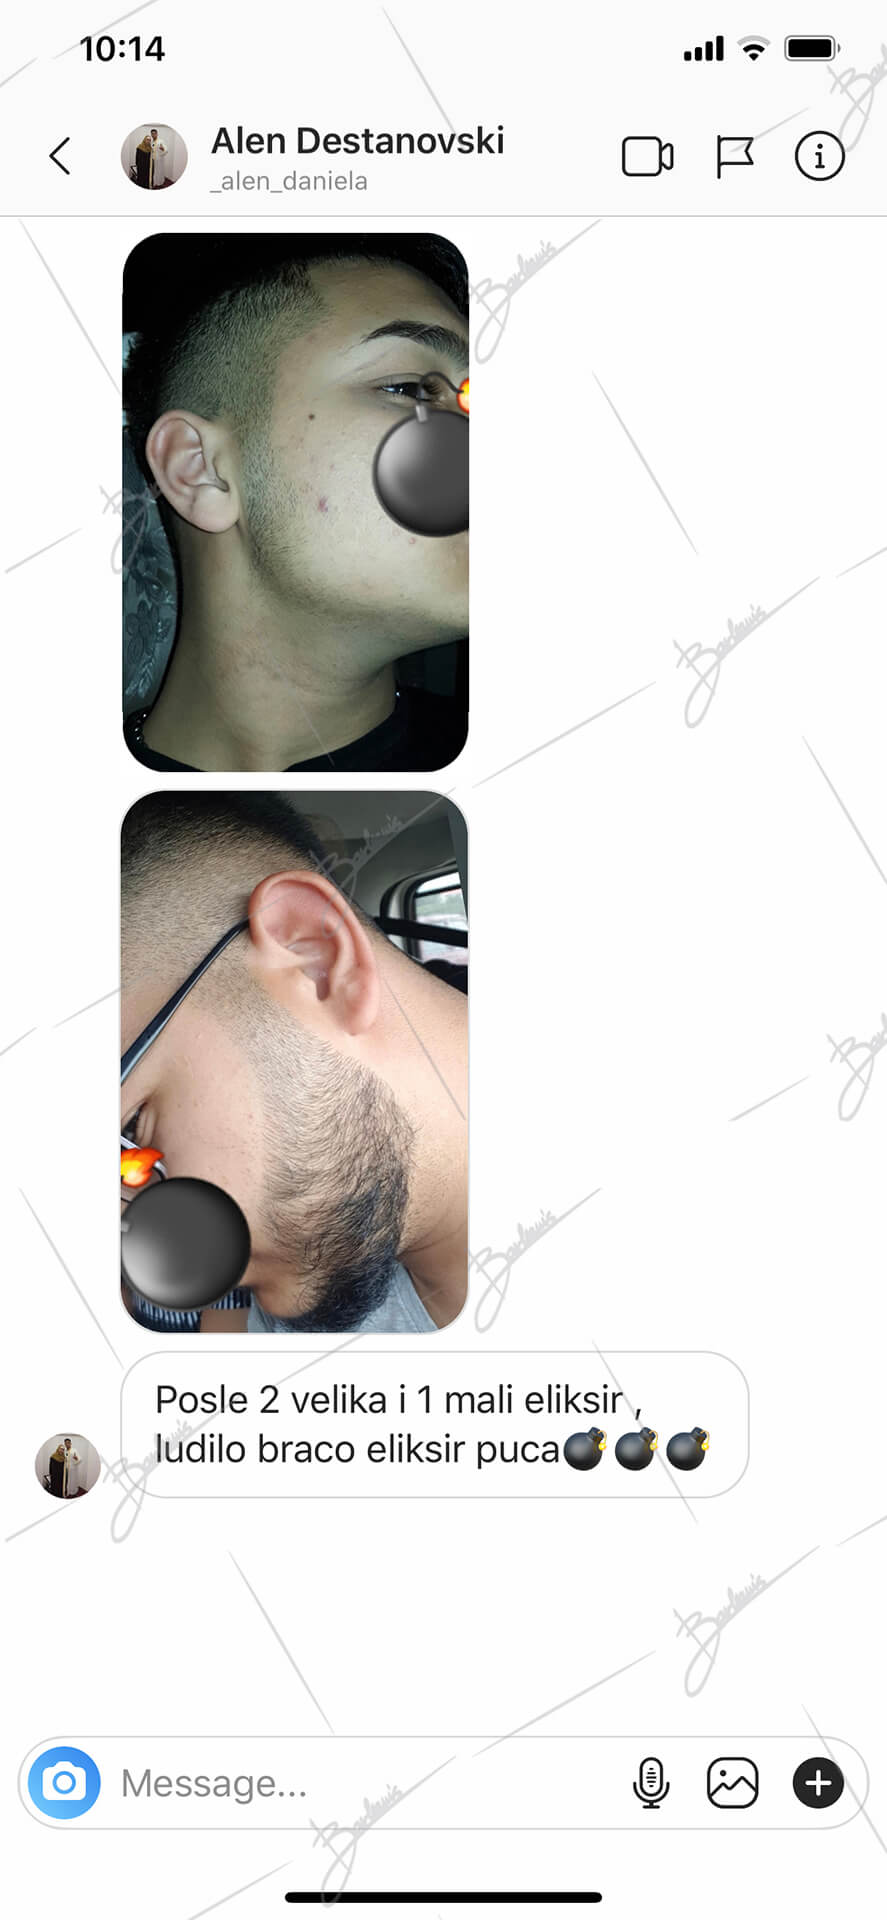 10:14
Alen Destanovski
_alen_daniela
Posle 2 velika i 1 mali eliksir ,
ludilo braco eliksir puca💣💣💣
Message...